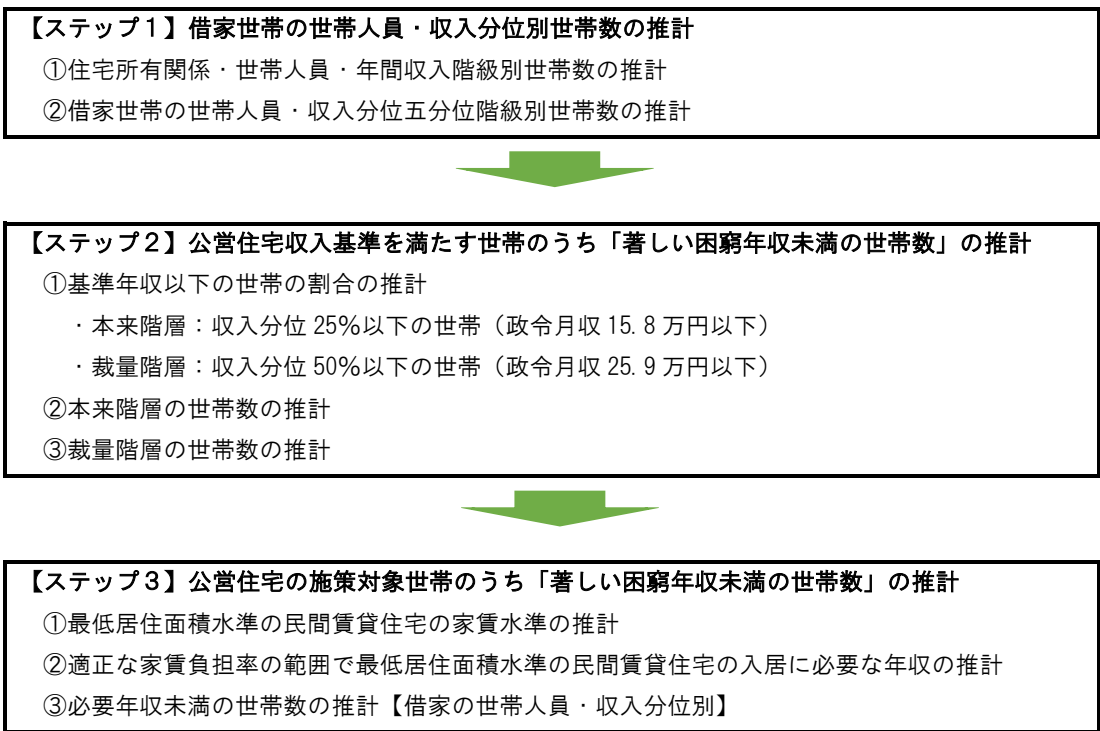 【ステップ１】借家世帯の世帯人員・収入分位別世帯数の推計
①住宅所有関係・世帯人員・年間収入階級別世帯数の推計
②借家世帯の世帯人員・収入分位五分位階級別世帯数の推計
【ステップ２】公営住宅収入基準を満たす世帯のうち「著しい困窮年収未満の世帯数」の推計
①基準年収以下の世帯の割合の推計
・本来階層：収入分位 25％以下の世帯（政令月収 15.8 万円以下）
・裁量階層：収入分位 50％以下の世帯（政令月収 25.9 万円以下）
②本来階層の世帯数の推計
③裁量階層の世帯数の推計
【ステップ３】公営住宅の施策対象世帯のうち「著しい困窮年収未満の世帯数」の推計
①最低居住面積水準の民間賃貸住宅の家賃水準の推計
②適正な家賃負担率の範囲で最低居住面積水準の民間賃貸住宅の入居に必要な年収の推計
③必要年収未満の世帯数の推計【借家の世帯人員・収入分位別】